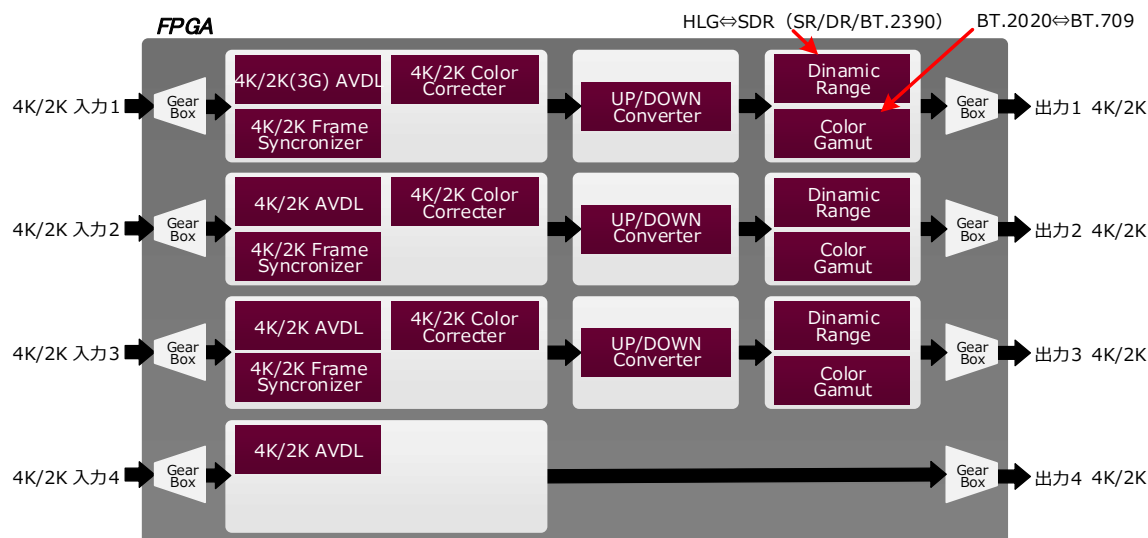 FPGA
HLG⇔SDR（SR/DR/BT.2390）
BT.2020⇔BT.709
4K/2K 入力1
Gear
Box
4K/2K(3G) AVDL
4K/2K Frame
Syncronizer
4K/2K Color
Correcter
UP/DOWN
Converter
Dinamic
Range
Color
Gamut
Gear
Box
出力1 4K/2K
4K/2K 入力2
Gear
Box
4K/2K AVDL
4K/2K Frame
Syncronizer
4K/2K Color
Correcter
UP/DOWN
Converter
Dinamic
Range
Color
Gamut
Gear
Box
出力2 4K/2K
4K/2K 入力3
Gear
Box
4K/2K AVDL
4K/2K Frame
Syncronizer
4K/2K Color
Correcter
UP/DOWN
Converter
Dinamic
Range
Color
Gamut
Gear
Box
出力3 4K/2K
4K/2K 入力4
Gear
Box
4K/2K AVDL
Gear
Box
出力4 4K/2K